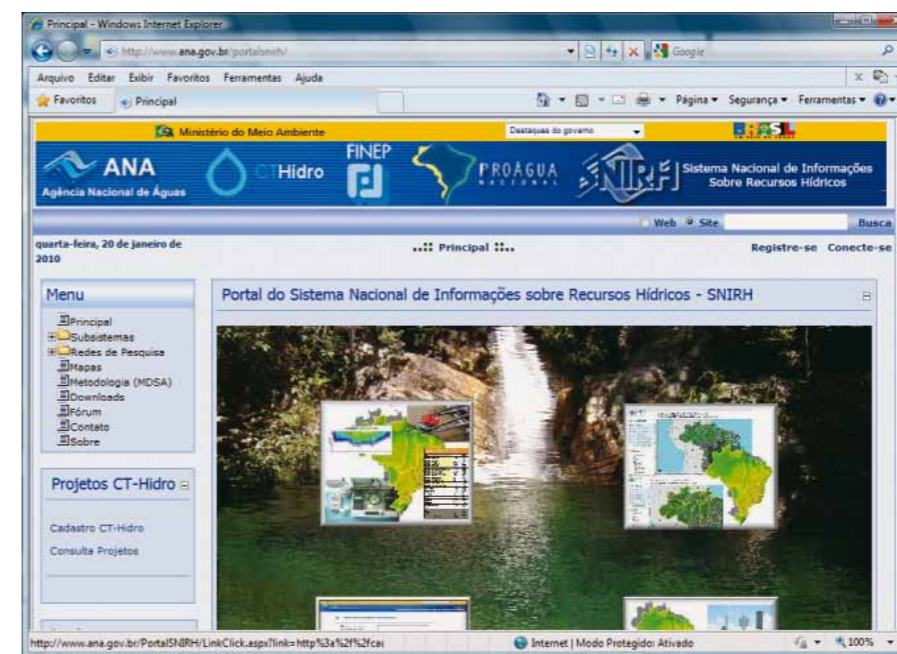 Principal - Windows Internet Explorer
http://www.ana.gov.br/portalsnirh/
Google
Arquivo Editar Exibir Favoritos Ferramentas Ajuda
Favoritos Principal Página Segurança Ferramentas
Ministério do Meio Ambiente
Destaques do governo
BRASIL
ANA
Agência Nacional de Águas
CTHidro
FINEP
PROÁGUA
NACIONAL
SNIRH
Sistema Nacional de Informações
Sobre Recursos Hídricos
Web Site Busca
quarta-feira, 20 de janeiro de
2010
..:: Principal ::..
Registre-se Conecte-se
Menu
Principal
Subsistemas
Redes de Pesquisa
Mapas
Metodologia (MDSA)
Downloads
Fórum
Contato
Sobre
Projetos CT-Hidro
Cadastro CT-Hidro
Consulta Projetos
Portal do Sistema Nacional de Informações sobre Recursos Hídricos - SNIRH
http://www.ana.gov.br/PortalSNIRH/LinkClick.aspx?link=http%3a%2f%2fcai
Internet | Modo Protegido: Ativado
100%